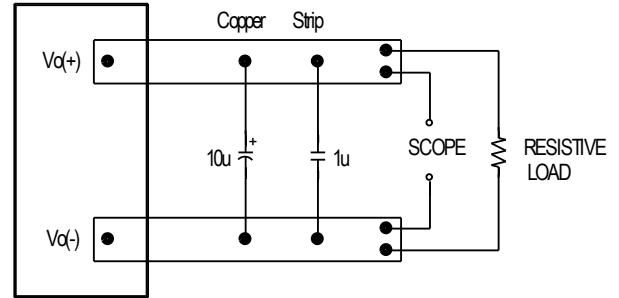 Copper Strip
Vo(+)
+
10u
1u
SCOPE
RESISTIVE
LOAD
Vo(-)